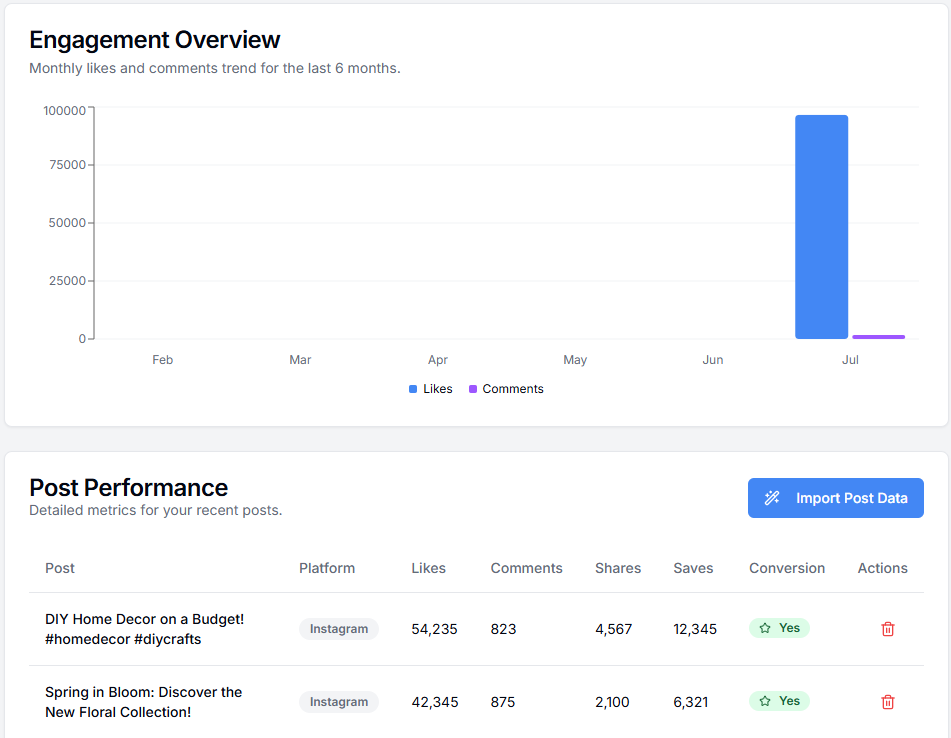 Engagement Overview
Monthly likes and comments trend for the last 6 months.
100000
75000
50000
25000
0
Feb Mar Apr May Jun Jul
Likes Comments
Post Performance
Detailed metrics for your recent posts.
Import Post Data
Post Platform Likes Comments Shares Saves Conversion Actions
DIY Home Decor on a Budget!
#homedecor #diycrafts
Instagram 54,235 823 4,567 12,345 Yes
Spring in Bloom: Discover the
New Floral Collection!
Instagram 42,345 875 2,100 6,321 Yes